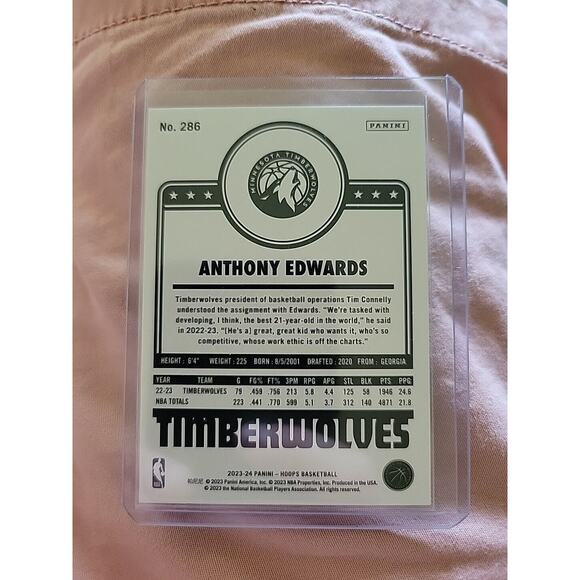 No. 286
PANINI
MINNESOTA TIMBERWOLVES
ANTHONY EDWARDS
Timberwolves president of basketball operations Tim Connelly
understood the assignment with Edwards. "We're tasked with
developing, I think, the best 21-year-old in the world," he said
in 2022-23. "[He's a] great, great kid who wants it, who's so
competitive, whose work ethic is off the charts."
HEIGHT: 6'4" WEIGHT: 225 BORN: 8/5/2001 DRAFTED: 2020 FROM: GEORGIA
YEAR TEAM G FG% FT% 3PM RPG APG STL BLK PTS PPG
22-23 TIMBERWOLVES 79 .459 .756 213 5.8 4.4 125 58 1946 24.6
NBA TOTALS 223 .441 .770 599 5.1 3.7 312 140 4871 21.8
TIMBERWOLVES
2023-24 PANINI - HOOPS BASKETBALL
帕尼尼 © 2023 Panini America, Inc. © 2023 NBA Properties, Inc. Produced in the USA.
© 2023 the National Basketball Players Association. All rights reserved.
NBA